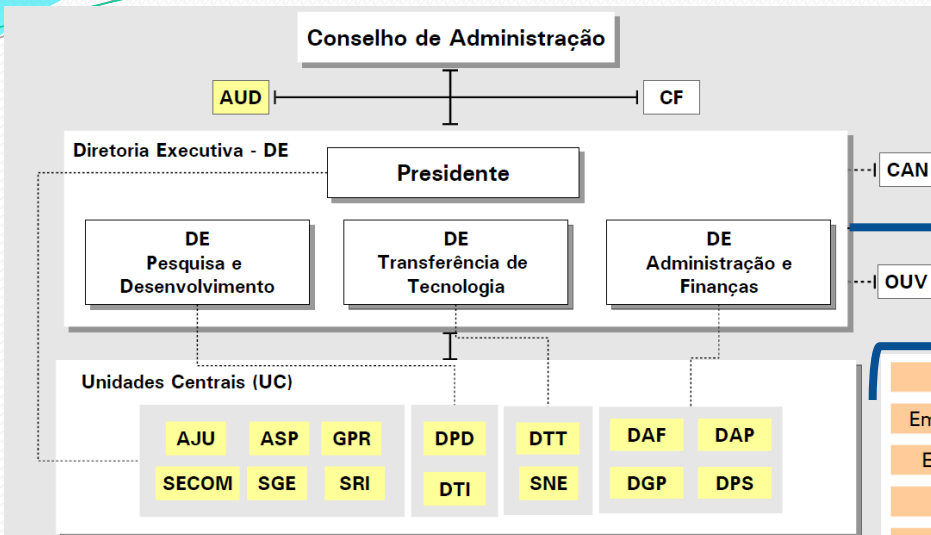 Conselho de Administração
AUD
CF
Diretoria Executiva - DE
Presidente
CAN
DE
Pesquisa e
Desenvolvimento
DE
Transferência de
Tecnologia
DE
Administração e
Finanças
OUV
Unidades Centrais (UC)
AJU ASP GPR
SECOM SGE SRI
DPD
DTI
DTT
SNE
DAF DAP
DGP DPS